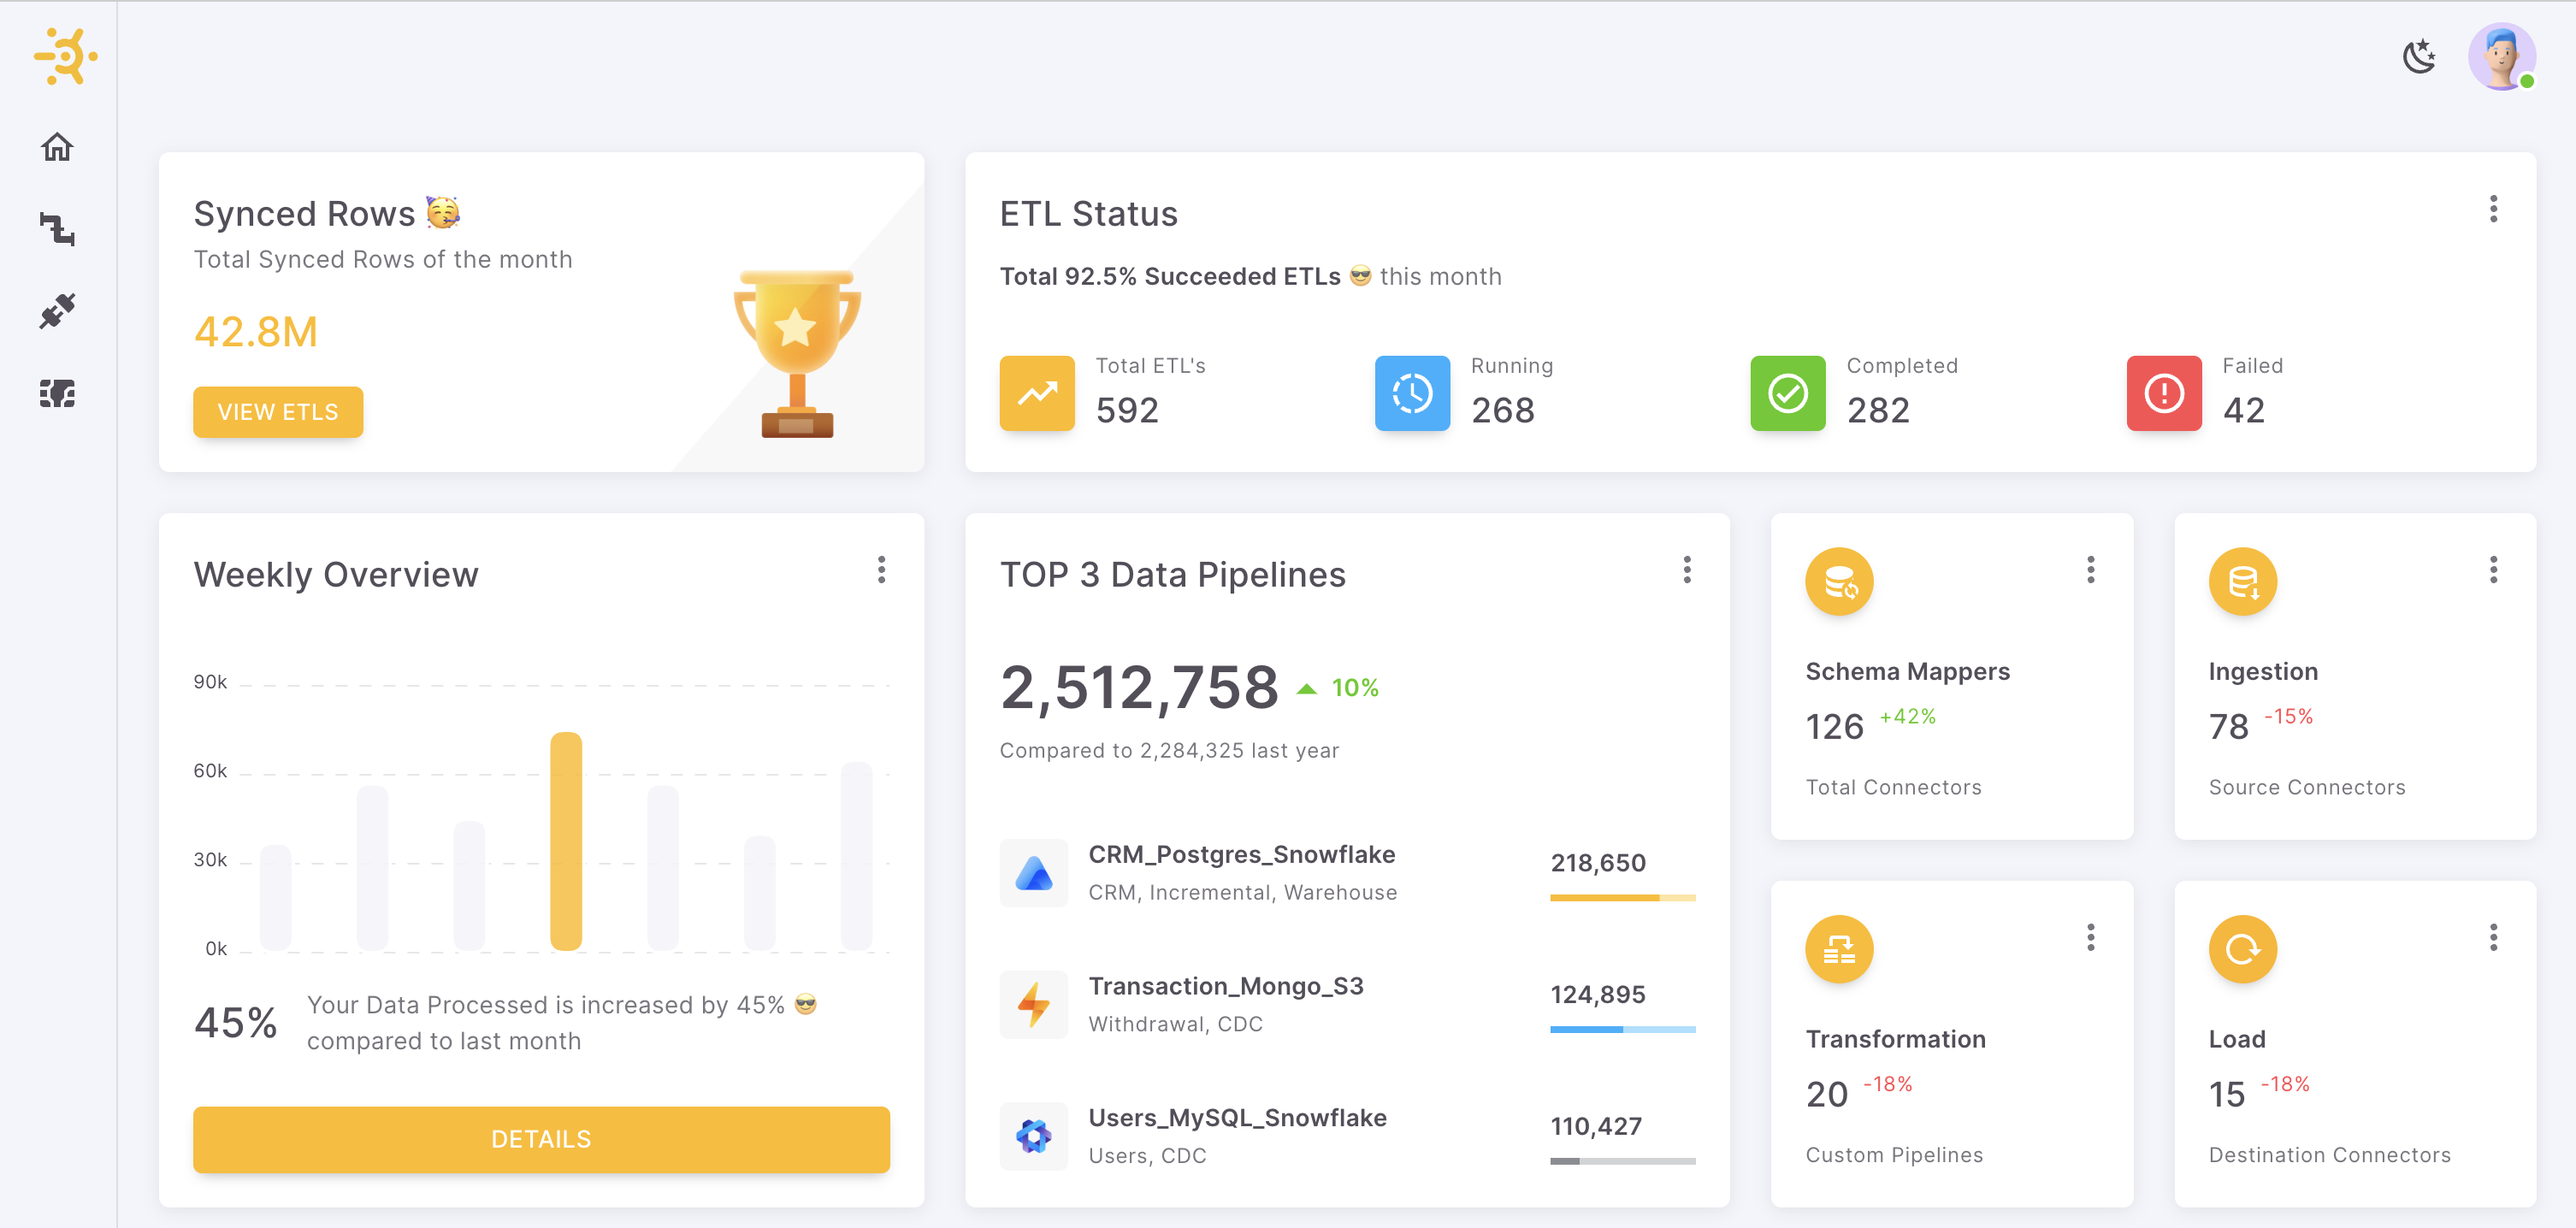 Synced Rows 🥳
Total Synced Rows of the month
42.8M
VIEW ETLS
ETL Status
Total 92.5% Succeeded ETLs 😎 this month
Total ETL's
592
Running
268
Completed
282
Failed
42
Weekly Overview
90k
60k
30k
0k
45%
Your Data Processed is increased by 45% 😎
compared to last month
DETAILS
TOP 3 Data Pipelines
2,512,758 10%
Compared to 2,284,325 last year
CRM_Postgres_Snowflake
CRM, Incremental, Warehouse
218,650
Transaction_Mongo_S3
Withdrawal, CDC
124,895
Users_MySQL_Snowflake
Users, CDC
110,427
Schema Mappers
126 +42%
Total Connectors
Ingestion
78 -15%
Source Connectors
Transformation
20 -18%
Custom Pipelines
Load
15 -18%
Destination Connectors